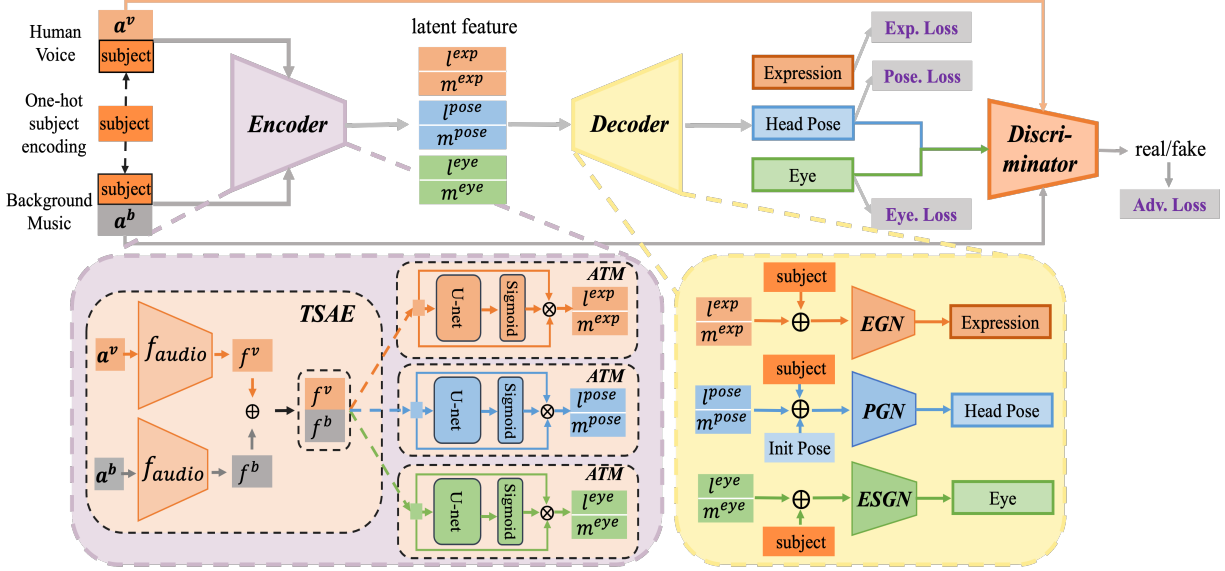 Human
Voice
a^v
subject
One-hot
subject
encoding
subject
Background
Music
subject
a^b
Encoder
latent feature
l^exp
m^exp
l^pose
m^pose
l^eye
m^eye
Decoder
Expression
Head Pose
Eye
Exp. Loss
Pose. Loss
Eye. Loss
Discri-
minator
real/fake
Adv. Loss
TSAE
a^v
f_audio
f^v
⊕
a^b
f_audio
f^b
f^v
f^b
ATM
U-net
Sigmoid
⊗
l^exp
m^exp
ATM
U-net
Sigmoid
⊗
l^pose
m^pose
ATM
U-net
Sigmoid
⊗
l^eye
m^eye
subject
l^exp
m^exp
⊕
EGN
Expression
subject
l^pose
m^pose
⊕
PGN
Head Pose
Init Pose
l^eye
m^eye
⊕
ESGN
Eye
subject